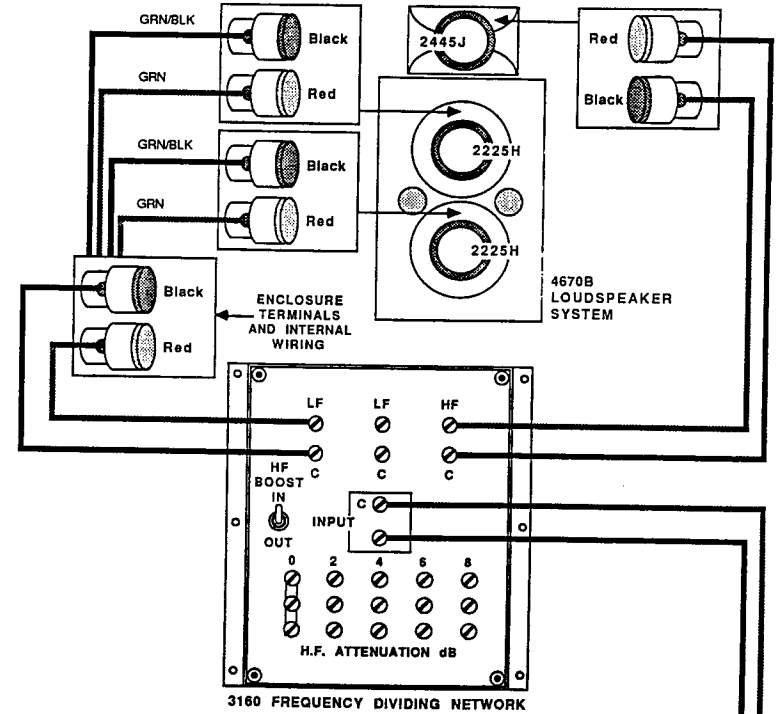 GRN/BLK
Black
GRN
Red
GRN/BLK
Black
GRN
Red
2445J
Red
Black
2225H
2225H
4670B
LOUDSPEAKER
SYSTEM
Black
Red
ENCLOSURE
TERMINALS
AND INTERNAL
WIRING
LF LF HF
C C C
HF
BOOST
IN
OUT
INPUT
C
0 2 4 6 8
H.F. ATTENUATION dB
3160 FREQUENCY DIVIDING NETWORK